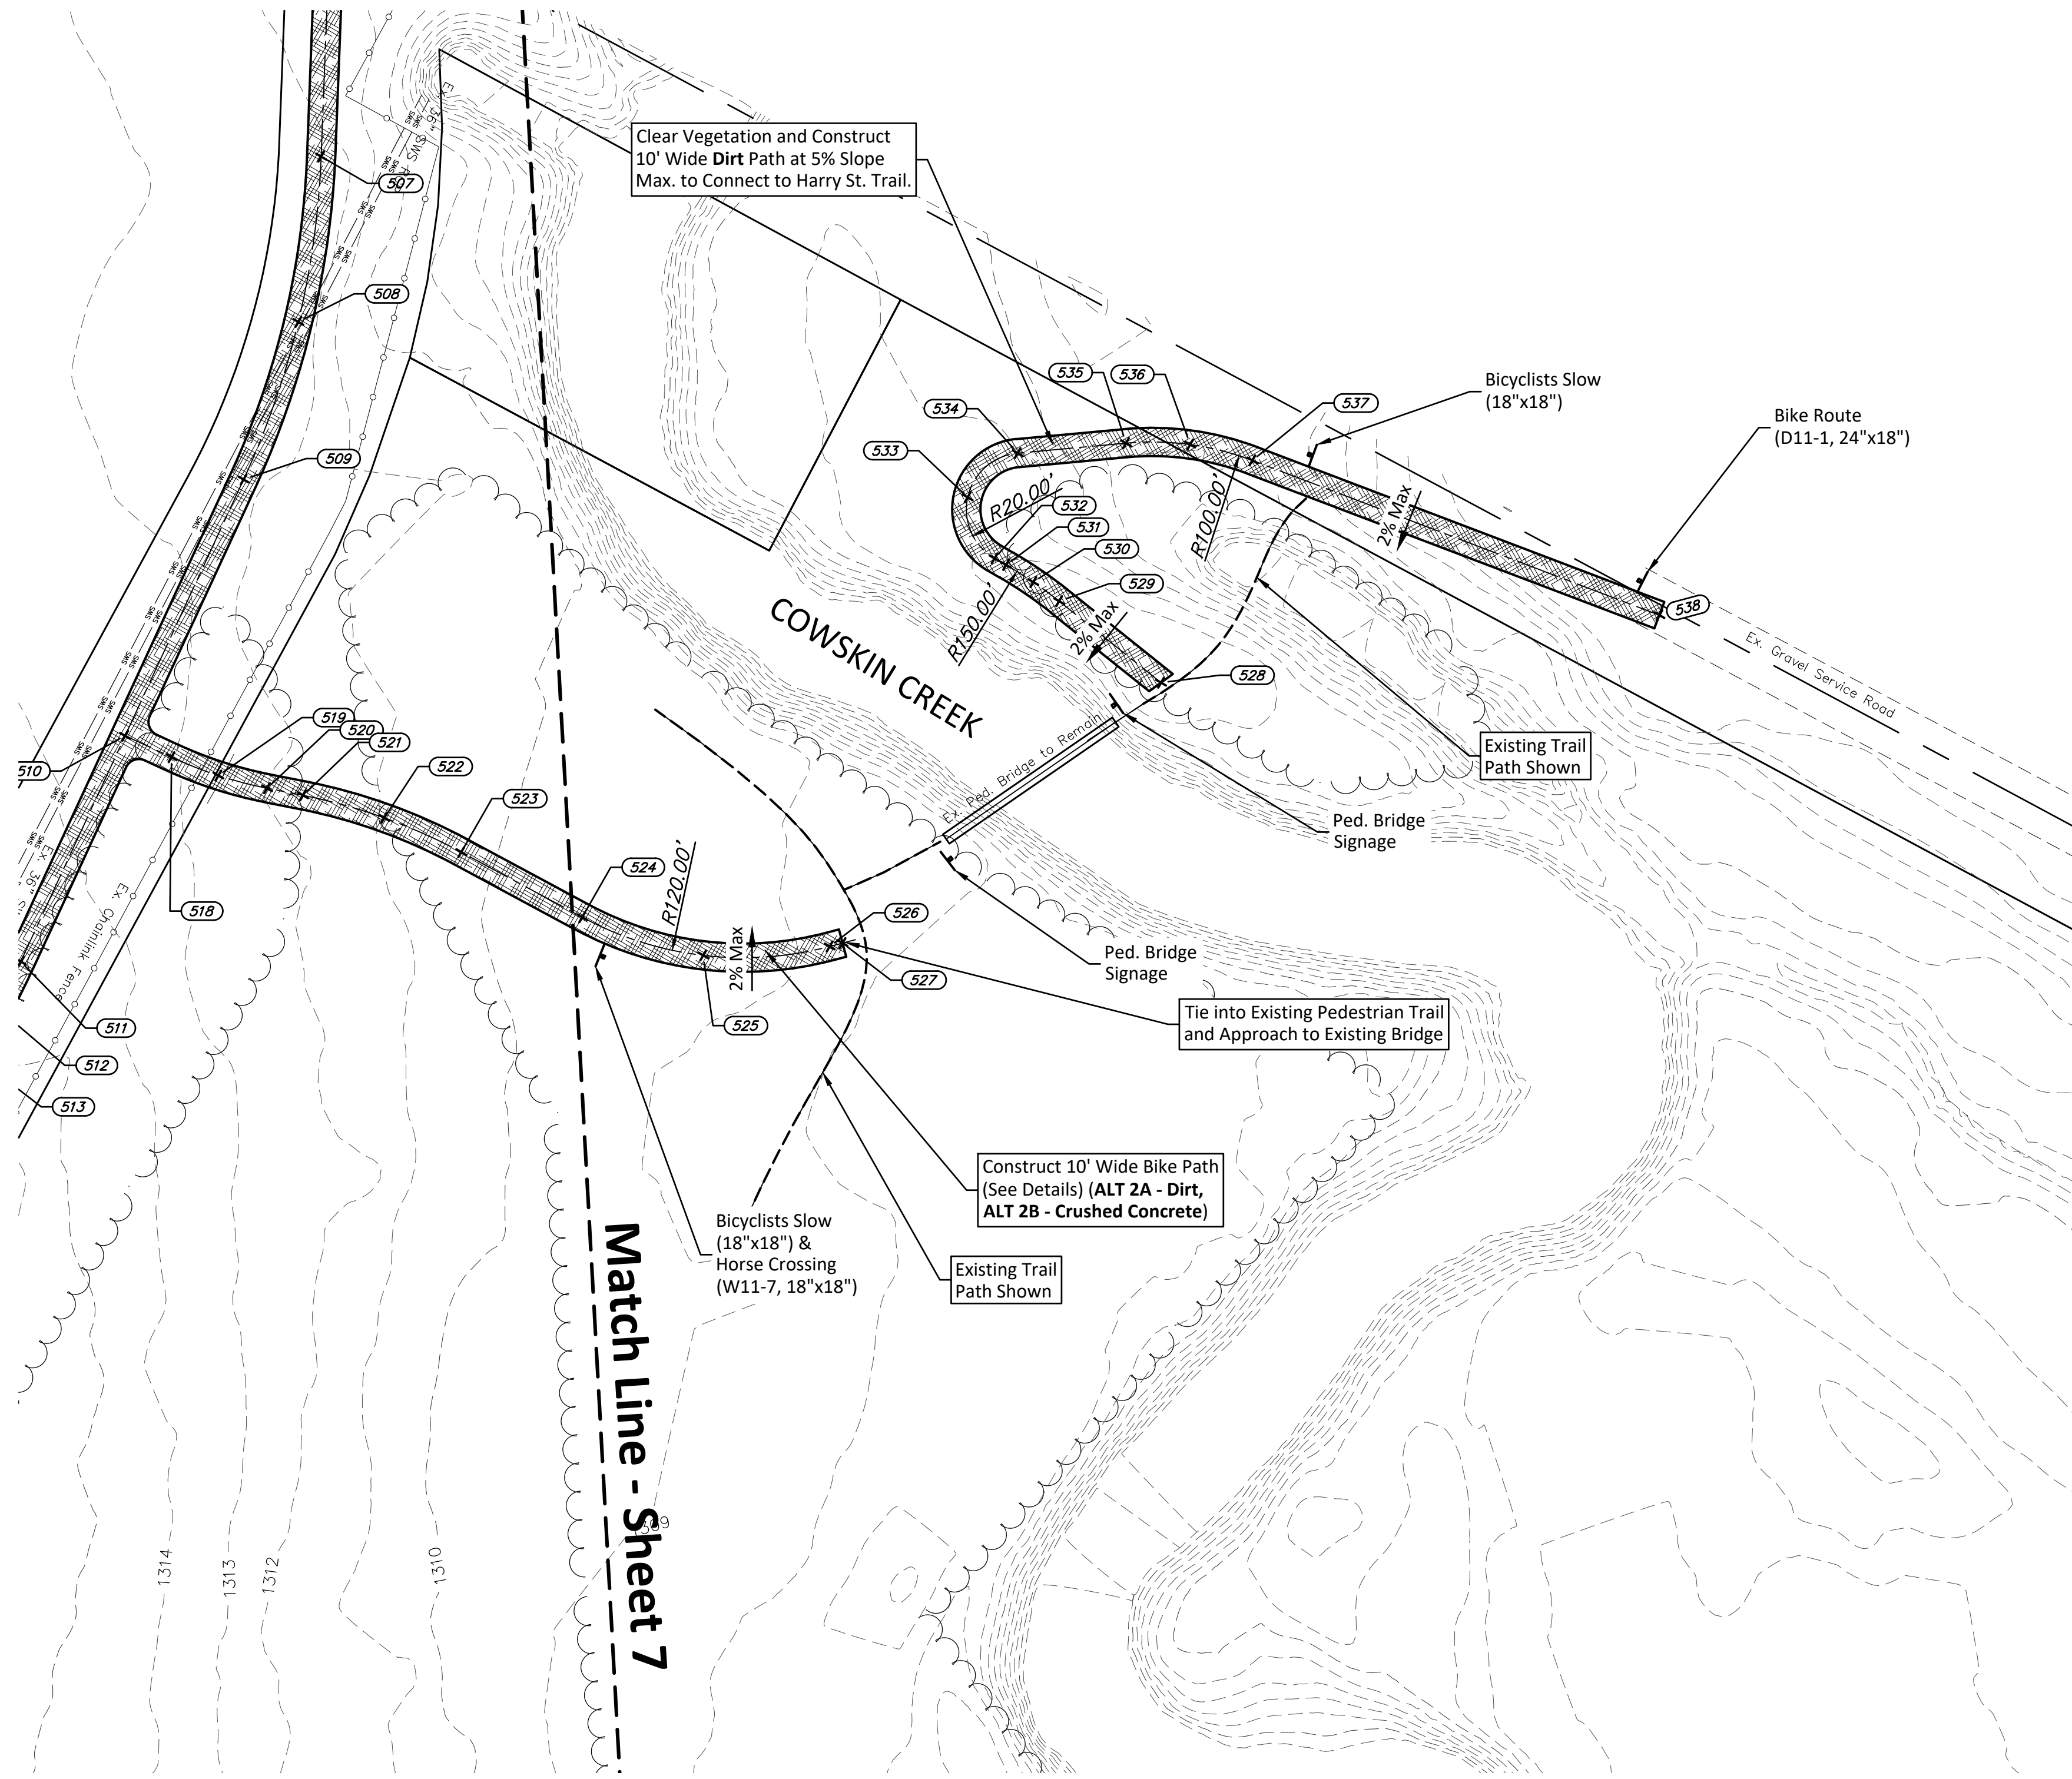 Ex. 36" SWS
SMS
Clear Vegetation and Construct
10' Wide Dirt Path at 5% Slope
Max. to Connect to Harry St. Trail.
507
508
509
535
536
537
534
533
Bicyclists Slow
(18"x18")
Bike Route
(D11-1, 24"x18")
R20.00'
532
531
530
529
R100.00'
2% Max
R150.00'
2% Max
538
Ex. Gravel Service Road
COWSKIN CREEK
528
Ex. Ped. Bridge to Remain
Existing Trail
Path Shown
Ped. Bridge
Signage
510
519
520
521
522
523
524
R120.00'
518
Ex. 36"
Ex. Chainlink Fence
526
2% Max
527
525
Ped. Bridge
Signage
Tie into Existing Pedestrian Trail
and Approach to Existing Bridge
511
512
513
Construct 10' Wide Bike Path
(See Details) (ALT 2A - Dirt,
ALT 2B - Crushed Concrete)
Bicyclists Slow
(18"x18") &
Horse Crossing
(W11-7, 18"x18")
Existing Trail
Path Shown
Match Line - Sheet 7
1314
1313
1312
1310
1309